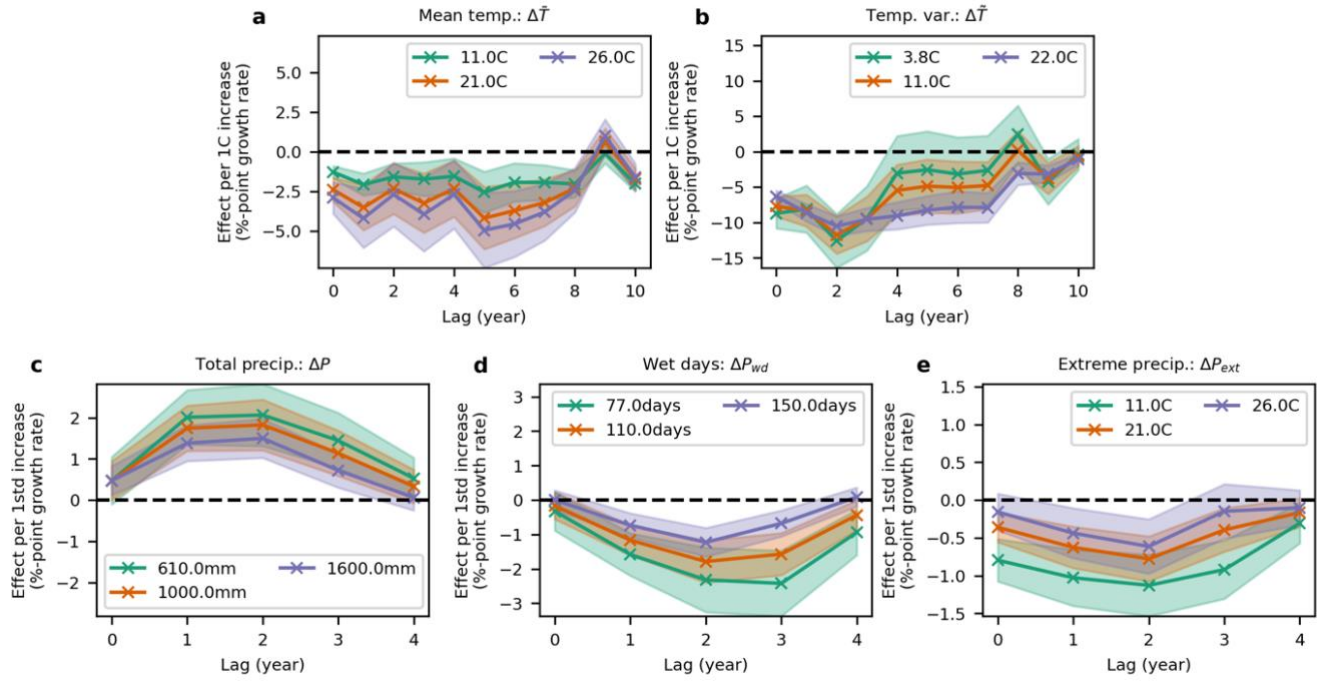 a
Mean temp.: ΔT̄
Effect per 1C increase
(%-point growth rate)
5.0
2.5
0.0
−2.5
−5.0
11.0C
21.0C
26.0C
0 2 4 6 8 10
Lag (year)
b
Temp. var.: ΔT̃
Effect per 1C increase
(%-point growth rate)
15
10
5
0
−5
−10
−15
3.8C
11.0C
22.0C
0 2 4 6 8 10
Lag (year)
c
Total precip.: ΔP
Effect per 1std increase
(%-point growth rate)
2
1
0
−1
−2
610.0mm
1000.0mm
1600.0mm
0 1 2 3 4
Lag (year)
d
Wet days: ΔP_wd
Effect per 1std increase
(%-point growth rate)
3
2
1
0
−1
−2
−3
77.0days
110.0days
150.0days
0 1 2 3 4
Lag (year)
e
Extreme precip.: ΔP_ext
Effect per 1std increase
(%-point growth rate)
1.5
1.0
0.5
0.0
−0.5
−1.0
−1.5
11.0C
21.0C
26.0C
0 1 2 3 4
Lag (year)